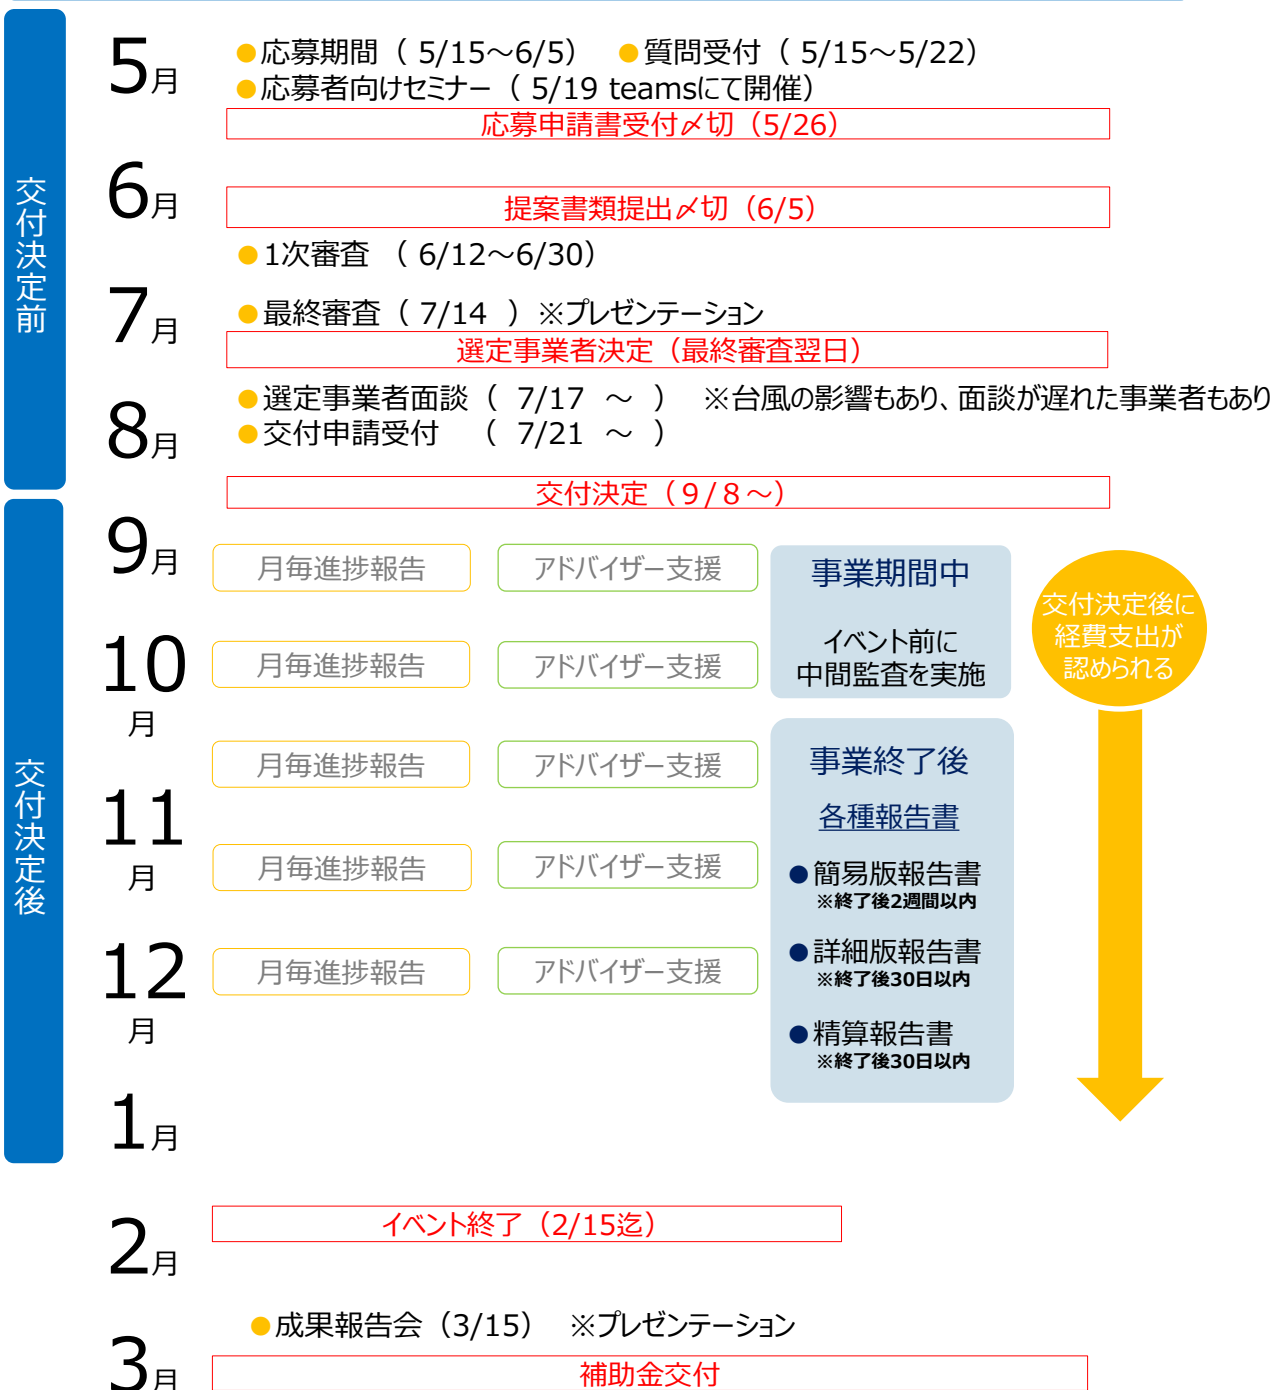 交付決定前
5月
●応募期間（ 5/15～6/5） ●質問受付（ 5/15～5/22）
●応募者向けセミナー（ 5/19 teamsにて開催）
応募申請書受付〆切（5/26）
6月
提案書類提出〆切（6/5）
●1次審査 （ 6/12～6/30）
7月
●最終審査（ 7/14 ）※プレゼンテーション
選定事業者決定（最終審査翌日）
8月
●選定事業者面談（ 7/17 ～ ） ※台風の影響もあり、面談が遅れた事業者もあり
●交付申請受付 （ 7/21 ～ ）
交付決定（９/８～）
交付決定後
9月
月毎進捗報告 アドバイザー支援
10月
月毎進捗報告 アドバイザー支援
月毎進捗報告 アドバイザー支援
11月
月毎進捗報告 アドバイザー支援
12月
月毎進捗報告 アドバイザー支援
事業期間中
イベント前に
中間監査を実施
事業終了後
各種報告書
●簡易版報告書
※終了後2週間以内
●詳細版報告書
※終了後30日以内
●精算報告書
※終了後30日以内
交付決定後に
経費支出が
認められる
1月
2月
イベント終了（2/15迄）
3月
●成果報告会（3/15） ※プレゼンテーション
補助金交付